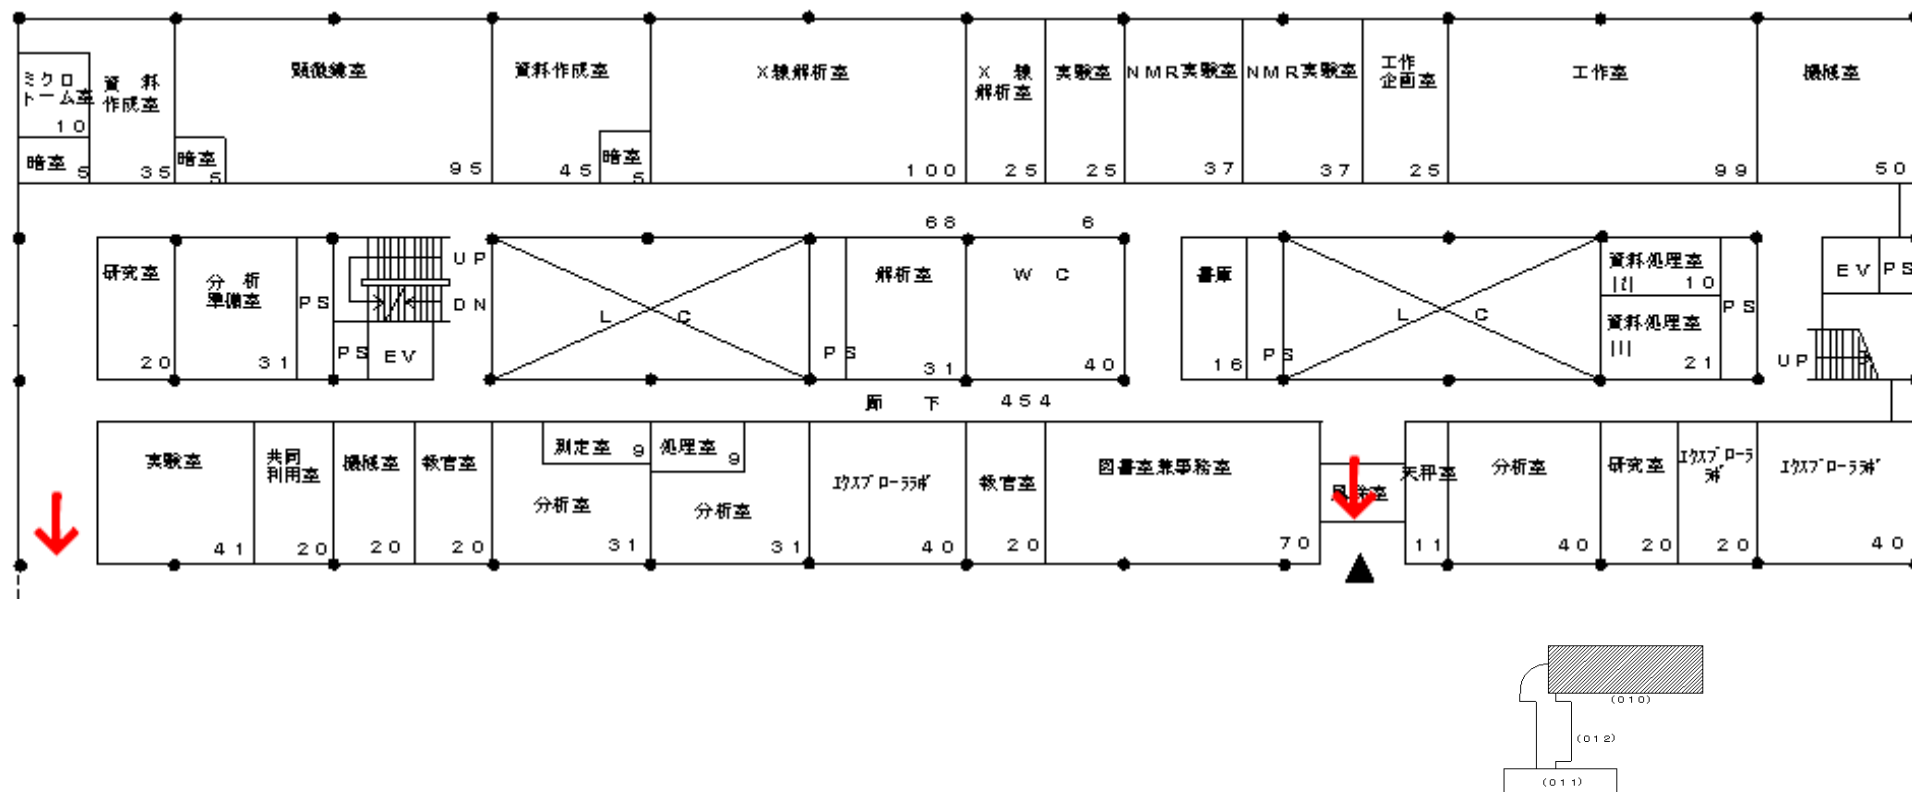 ミクロ
トーム室
10
暗室 5
資 料
作成室
35
暗室
5
顕微鏡室
95
資料作成室
45
暗室
5
X線解析室
100
X 線
解析室
25
実験室
25
NMR実験室
37
NMR実験室
37
工作
企画室
25
工作室
99
機械室
50
68
6
研究室
20
分 析
準備室
31
PS
UP
DN
PS
EV
L C
PS
解析室
31
W C
40
書庫
16
PS
L C
資料処理室
10
資料処理室
III
21
PS
UP
EV
PS
廊 下 454
実験室
41
共同
利用室
20
機械室
20
教官室
20
測定室 9
分析室
31
処理室 9
分析室
31
エクスプローララボ
40
教官室
20
図書室兼事務室
70
風除室
天秤室
11
分析室
40
研究室
20
エクスプローラ
ラボ
20
エクスプローララボ
40
(010)
(012)
(011)